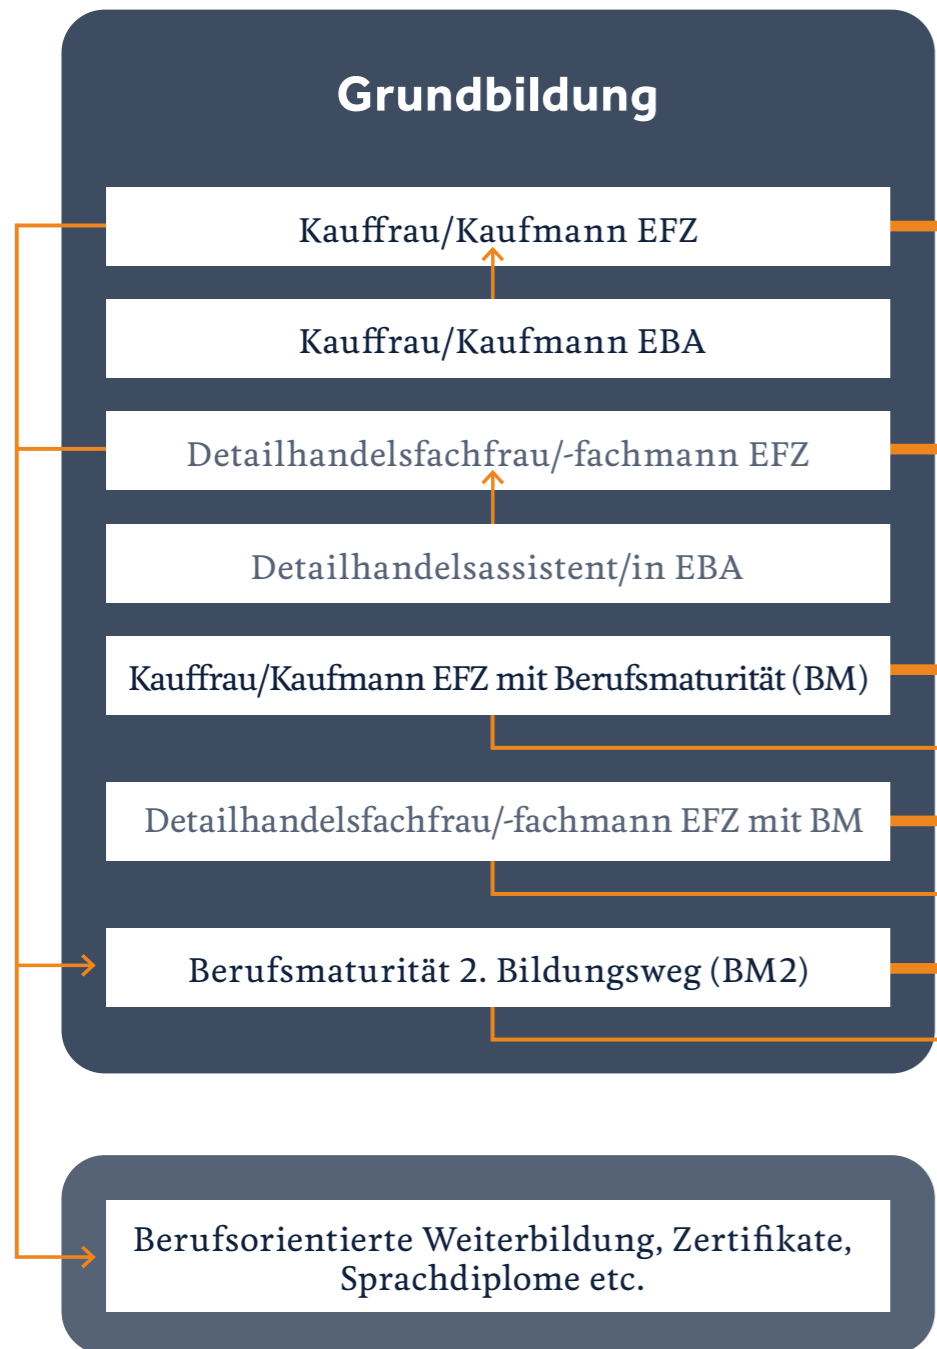 Grundbildung
Kauffrau/Kaufmann EFZ
Kauffrau/Kaufmann EBA
Detailhandelsfachfrau/-fachmann EFZ
Detailhandelsassistent/in EBA
Kauffrau/Kaufmann EFZ mit Berufsmaturität (BM)
Detailhandelsfachfrau/-fachmann EFZ mit BM
Berufsmaturität 2. Bildungsweg (BM2)
Berufsorientierte Weiterbildung, Zertifikate,
Sprachdiplome etc.